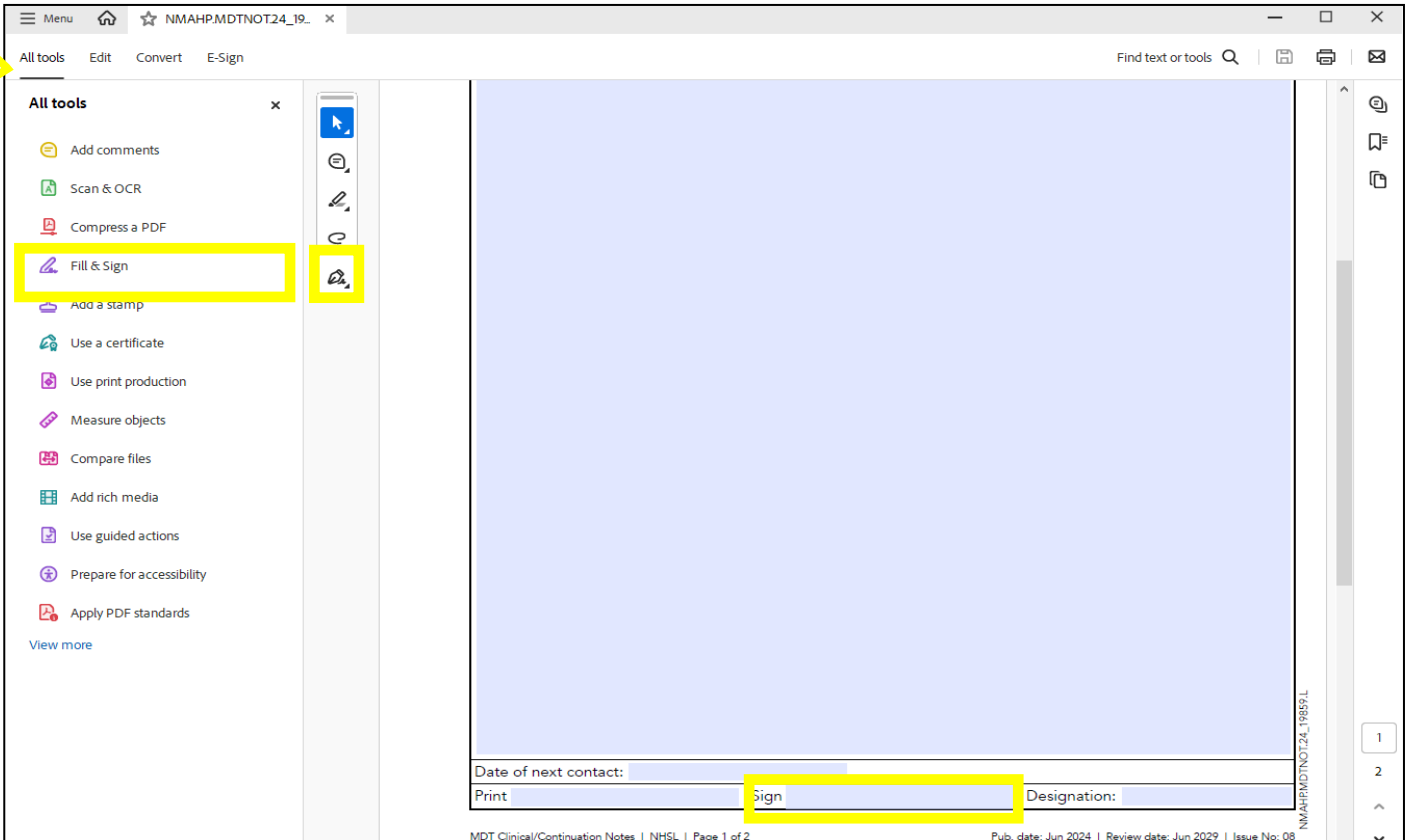 Menu
NMAHP.MDTNOT.24_19...
All tools Edit Convert E-Sign
Find text or tools
All tools
Add comments
Scan & OCR
Compress a PDF
Fill & Sign
Add a stamp
Use a certificate
Use print production
Measure objects
Compare files
Add rich media
Use guided actions
Prepare for accessibility
Apply PDF standards
View more
Date of next contact:
Print Sign Designation:
MDT Clinical/Continuation Notes | NHSL | Page 1 of 2
Pub. date: Jun 2024 | Review date: Jun 2029 | Issue No: 08
NMAHP.MDTNOT.24_19859.L
1
2